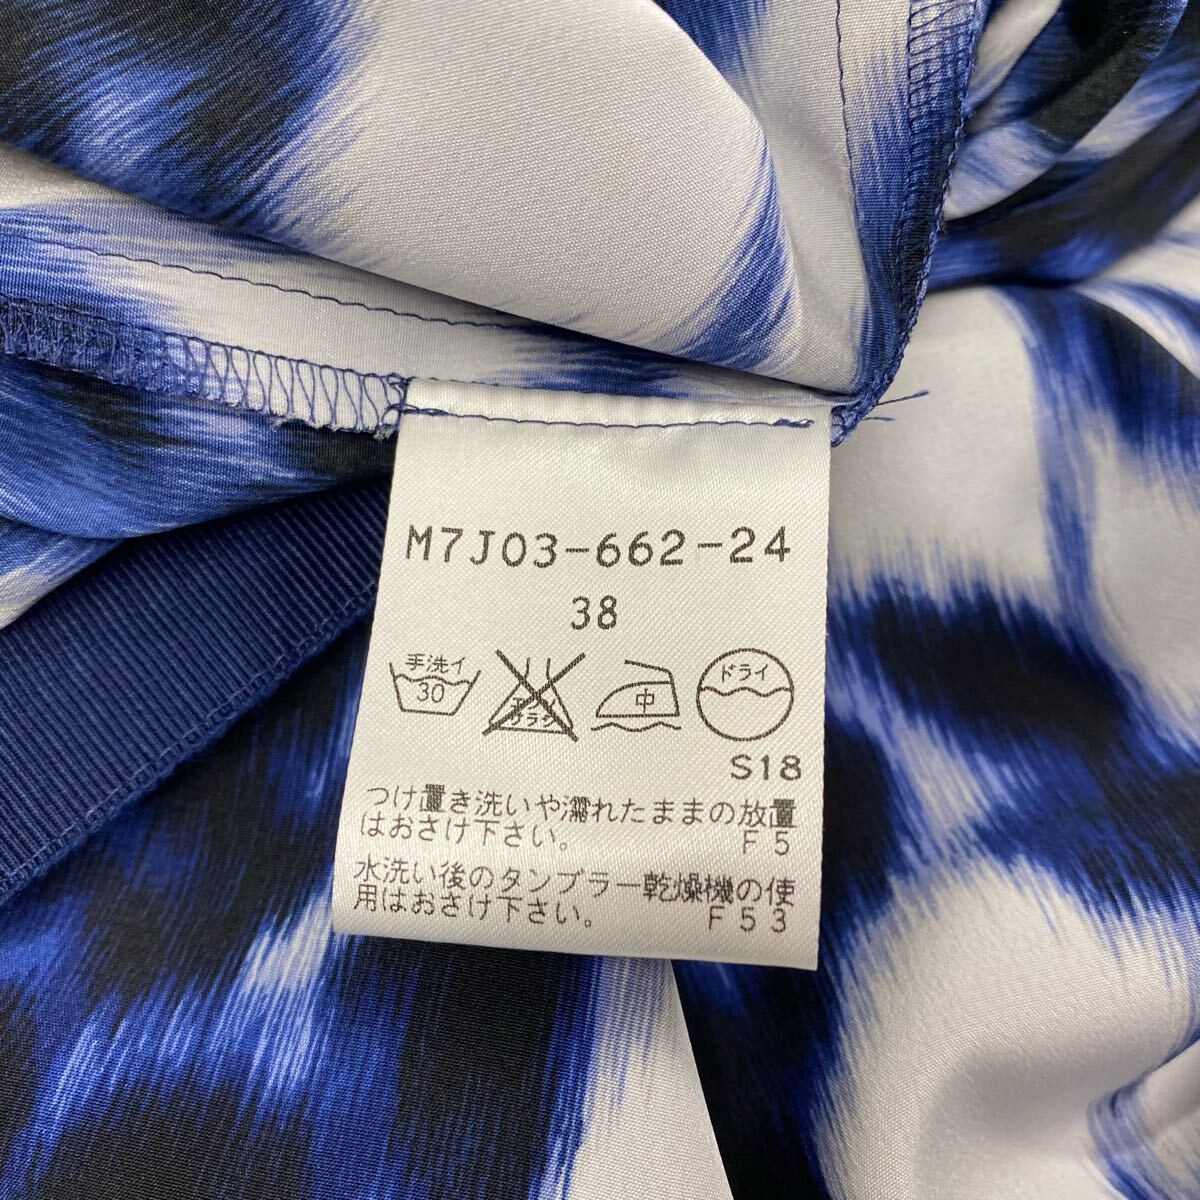 M7J03-662-24
38
手洗イ
30
エンソ
サラシ
中
ドライ
S18
つけ置き洗いや濡れたままの放置
はおさけ下さい。 F5
水洗い後のタンブラー乾燥機の使
用はおさけ下さい。 F53